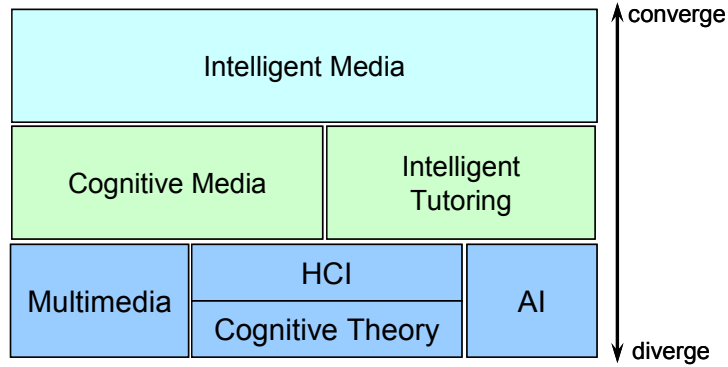 converge
Intelligent Media
Cognitive Media
Intelligent
Tutoring
Multimedia
HCI
Cognitive Theory
AI
diverge